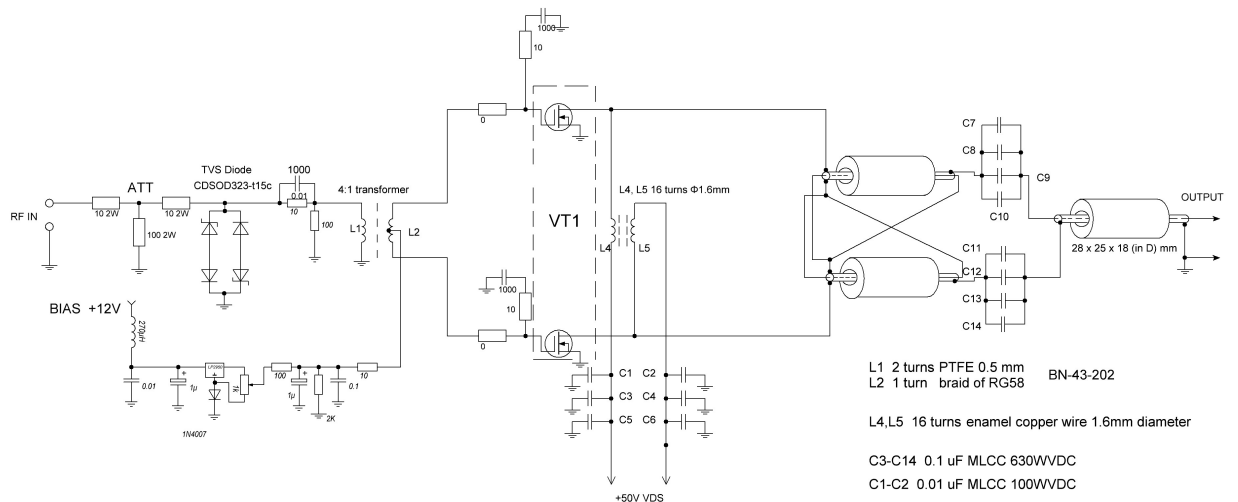 1000
10
0
TVS Diode
CDSOD323-t15c
1000
0.01
10
100
4:1 transformer
ATT
10 2W
10 2W
100 2W
RF IN
L1
L2
VT1
L4, L5 16 turns Φ1.6mm
L4
L5
C7
C8
C9
C10
OUTPUT
28 x 25 x 18 (in D) mm
C11
C12
C13
C14
1000
10
0
BIAS +12V
270µH
0.01
1µ
LP2950
1K
100
1µ
2K
0.1
10
1N4007
C1
C2
C3
C4
C5
C6
+50V VDS
L1 2 turns PTFE 0.5 mm
L2 1 turn braid of RG58
BN-43-202
L4,L5 16 turns enamel copper wire 1.6mm diameter
C3-C14 0.1 uF MLCC 630WVDC
C1-C2 0.01 uF MLCC 100WVDC